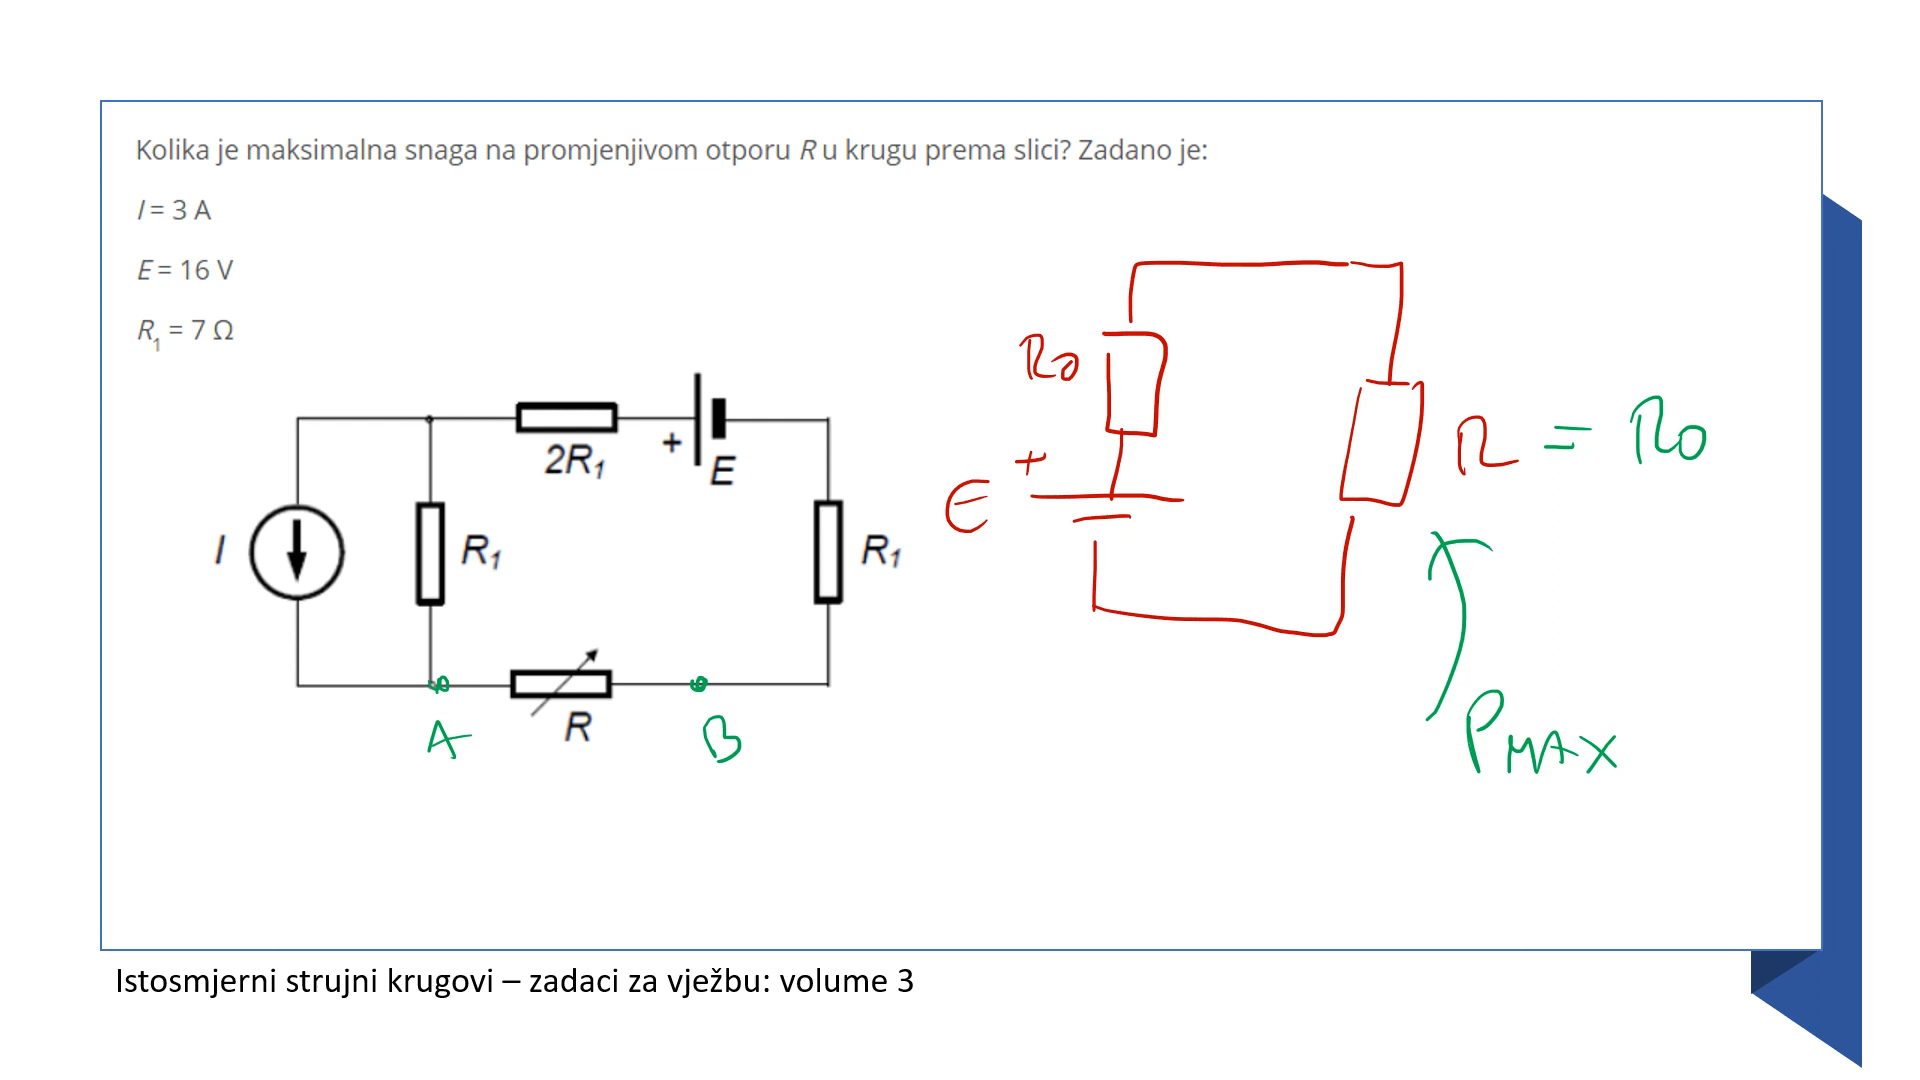 Kolika je maksimalna snaga na promjenjivom otporu R u krugu prema slici? Zadano je:
I = 3 A
E = 16 V
R₁ = 7 Ω
2R₁
+
E
I
R₁
R₁
R
A
B
R₀
+
E
R = R₀
PMAX
Istosmjerni strujni krugovi – zadaci za vježbu: volume 3